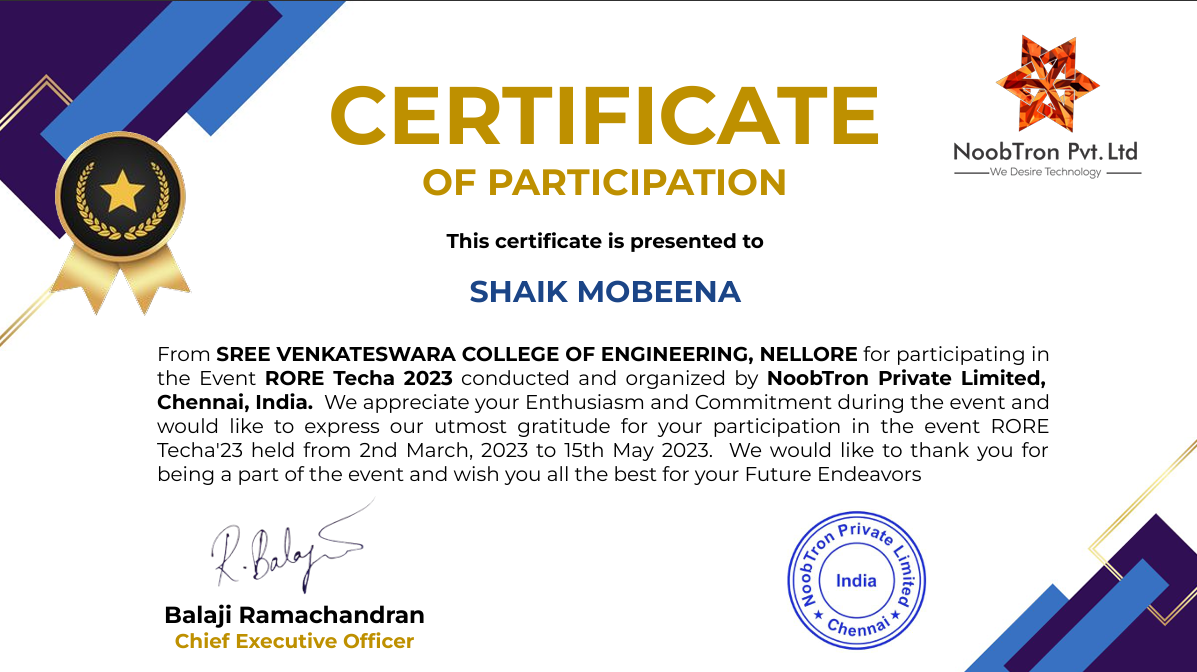 CERTIFICATE
OF PARTICIPATION
NoobTron Pvt. Ltd
We Desire Technology
This certificate is presented to
SHAIK MOBEENA
From SREE VENKATESWARA COLLEGE OF ENGINEERING, NELLORE for participating in
the Event RORE Techa 2023 conducted and organized by NoobTron Private Limited,
Chennai, India. We appreciate your Enthusiasm and Commitment during the event and
would like to express our utmost gratitude for your participation in the event RORE
Techa'23 held from 2nd March, 2023 to 15th May 2023. We would like to thank you for
being a part of the event and wish you all the best for your Future Endeavors
R. Balaji
Balaji Ramachandran
Chief Executive Officer
NoobTron Private Limited
India
★ Chennai ★